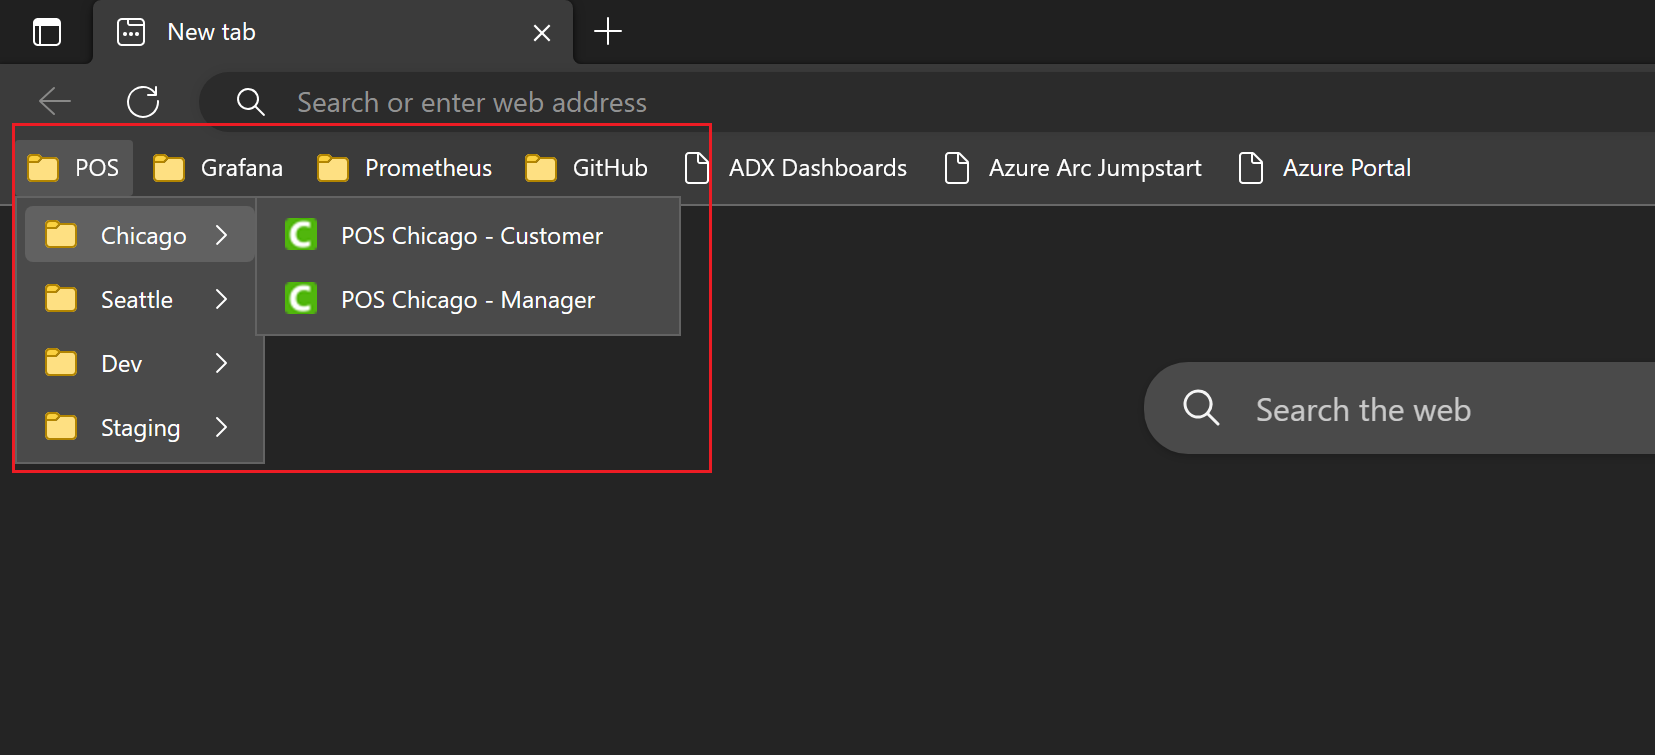 New tab
Search or enter web address
POS Grafana Prometheus GitHub ADX Dashboards Azure Arc Jumpstart Azure Portal
Chicago
Seattle
Dev
Staging
POS Chicago - Customer
POS Chicago - Manager
Search the web